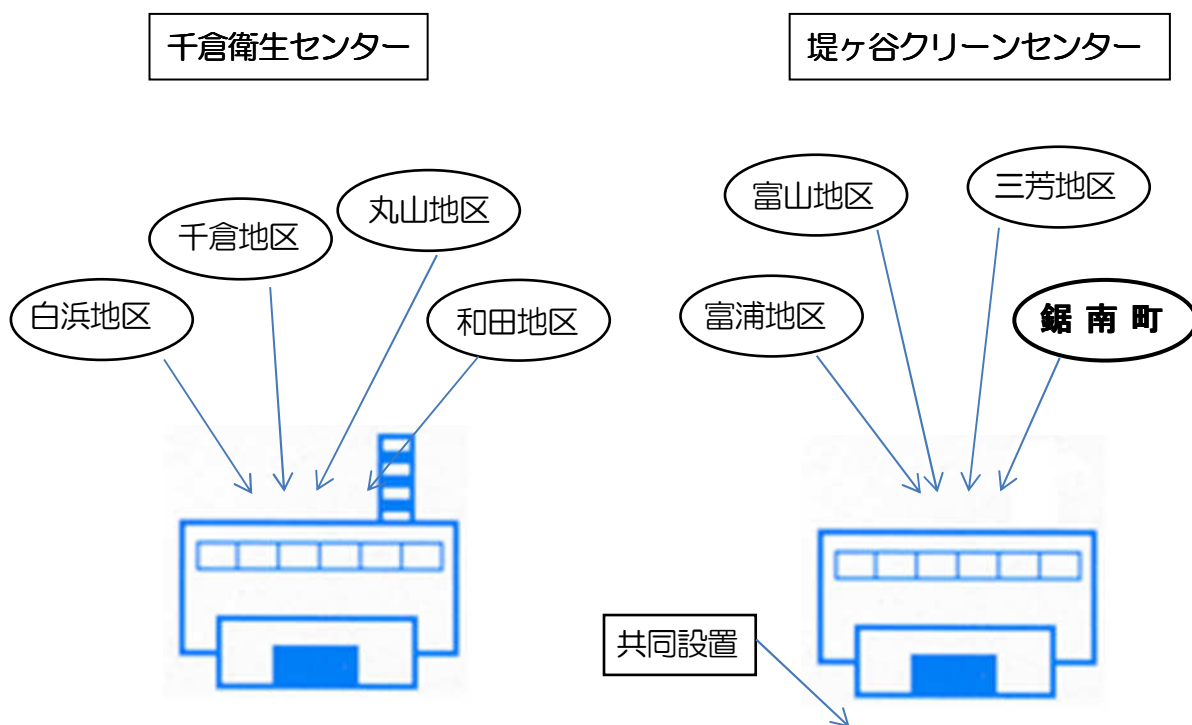 千倉衛生センター
堤ヶ谷クリーンセンター
白浜地区
千倉地区
丸山地区
和田地区
富浦地区
富山地区
三芳地区
鋸南町
共同設置